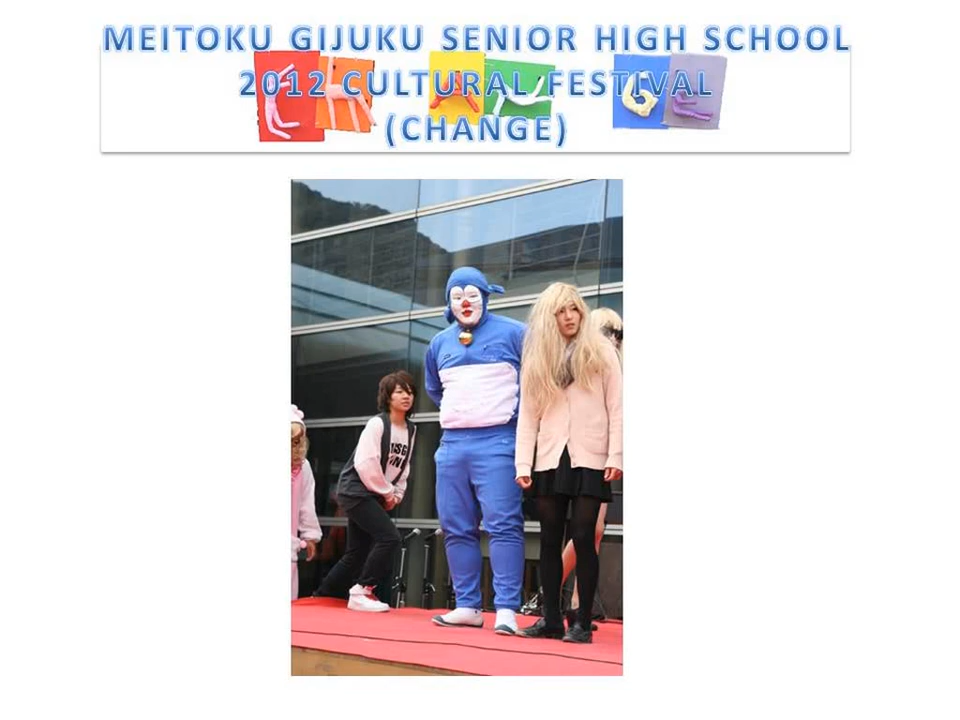 MEITOKU GIJUKU SENIOR HIGH SCHOOL
2012 CULTURAL FESTIVAL
(CHANGE)